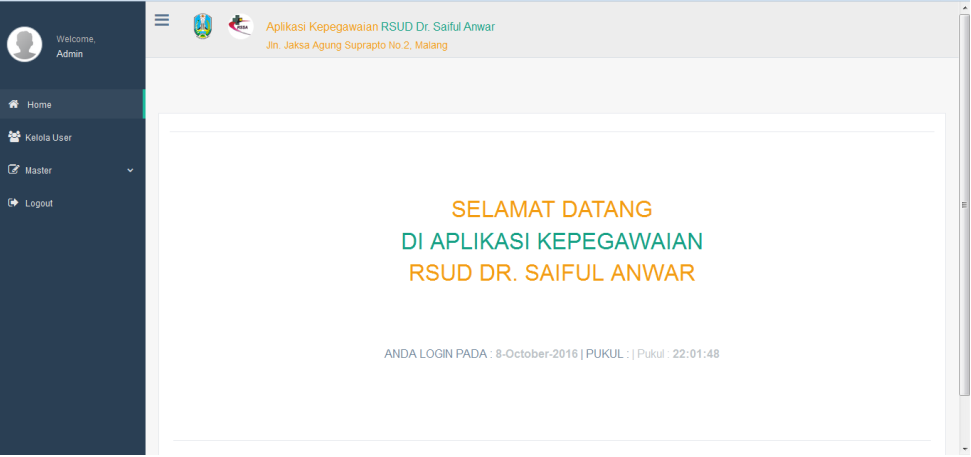 Welcome,
Admin
Home
Kelola User
Master
Logout
Aplikasi Kepegawaian RSUD Dr. Saiful Anwar
Jln. Jaksa Agung Suprapto No.2, Malang
SELAMAT DATANG
DI APLIKASI KEPEGAWAIAN
RSUD DR. SAIFUL ANWAR
ANDA LOGIN PADA : 8-October-2016 | PUKUL : | Pukul : 22:01:48